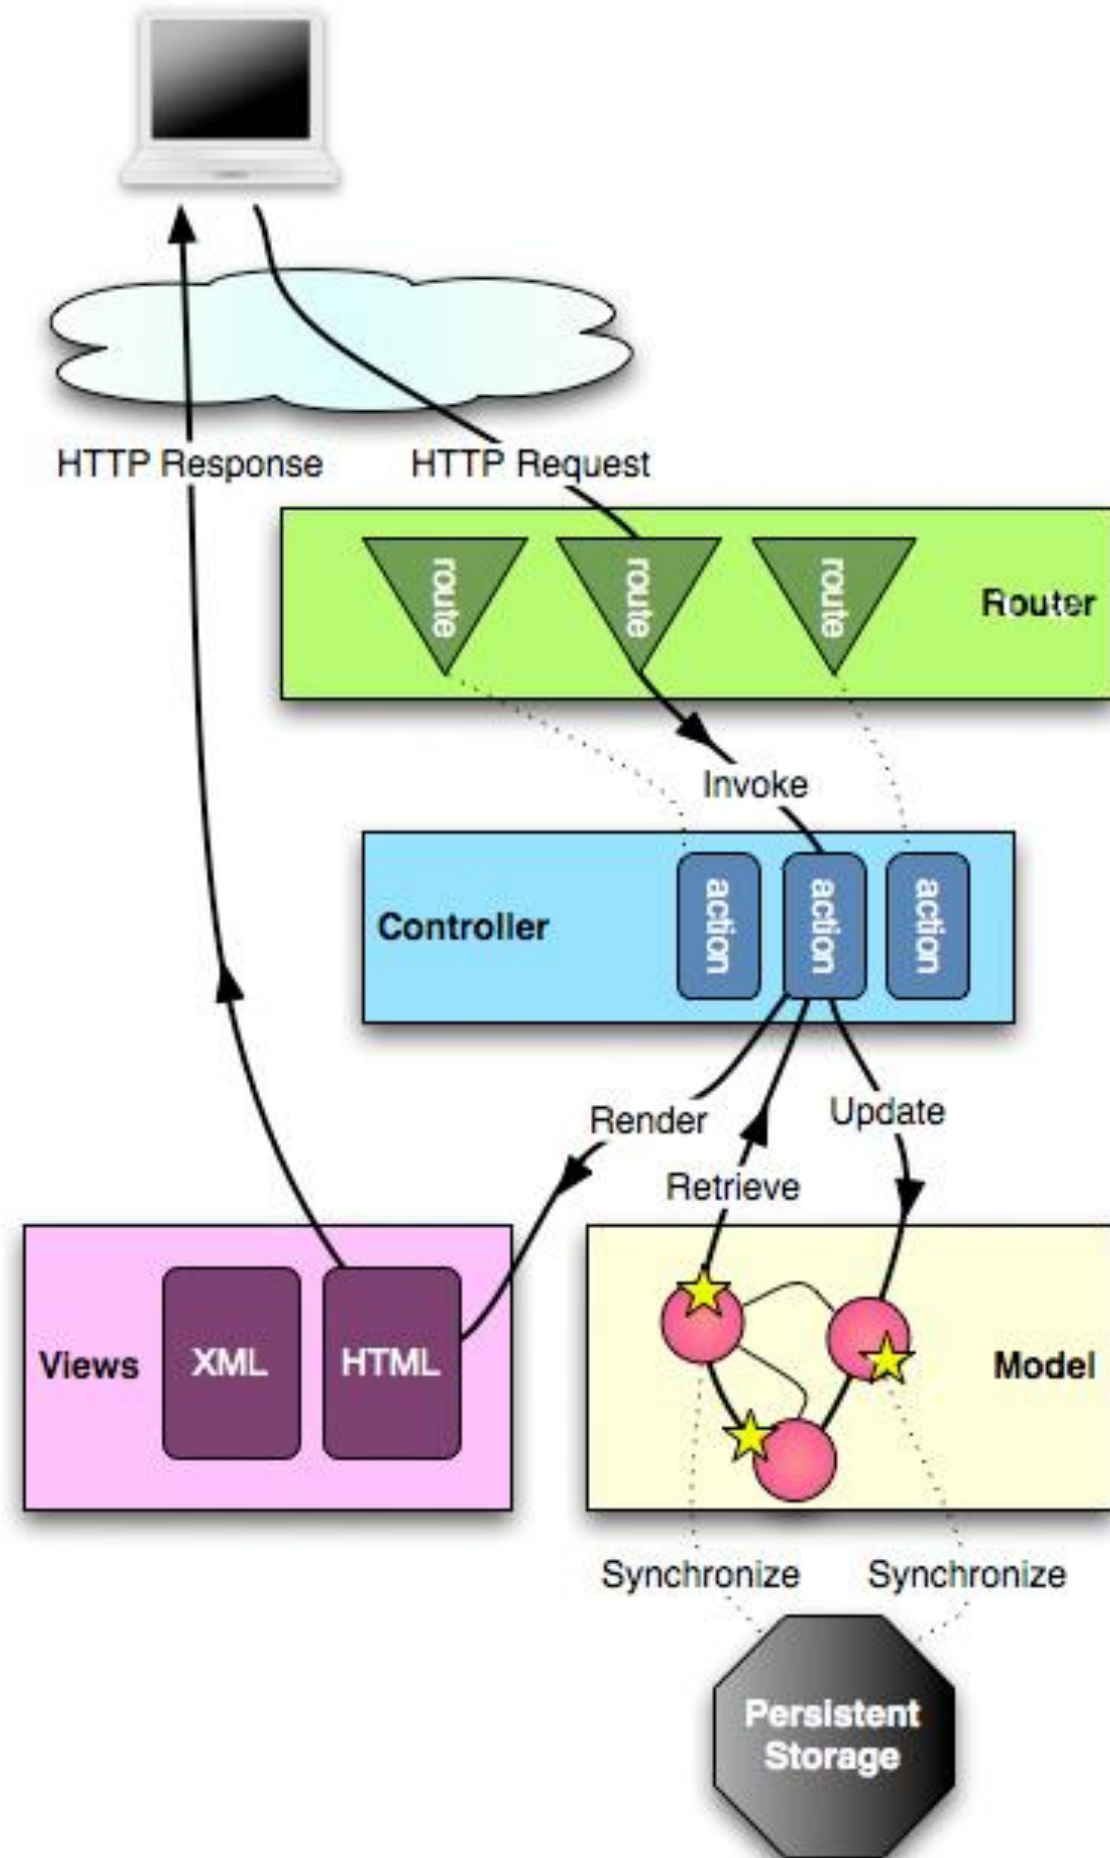 HTTP Response
HTTP Request
route
route
route
Router
Invoke
Controller
action
action
action
Render
Update
Retrieve
Views
XML
HTML
Model
Synchronize
Synchronize
Persistent
Storage